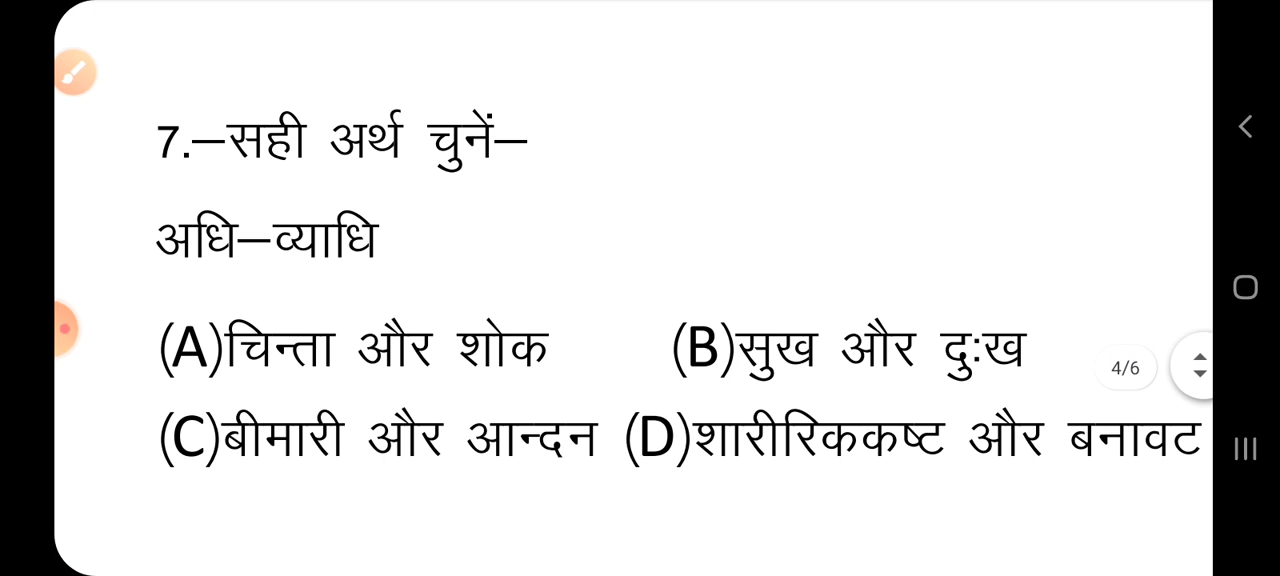 7.–सही अर्थ चुनें–
अधि–व्याधि
(A)चिन्ता और शोक (B)सुख और दुःख
4/6
(C)बीमारी और आन्दन (D)शारीरिककष्ट और बनावट